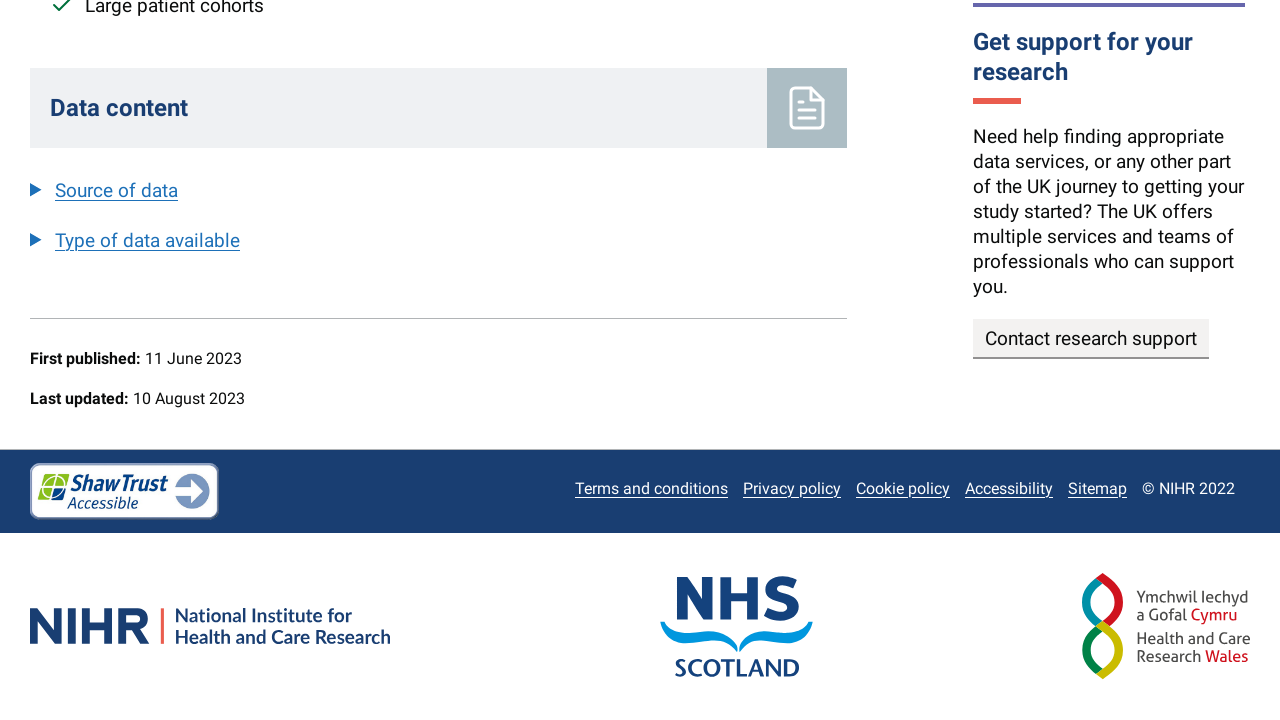 Large patient cohorts
Data content
Source of data
Type of data available
First published: 11 June 2023
Last updated: 10 August 2023
Get support for your
research
Need help finding appropriate
data services, or any other part
of the UK journey to getting your
study started? The UK offers
multiple services and teams of
professionals who can support
you.
Contact research support
ShawTrust
Accessible
Terms and conditions Privacy policy Cookie policy Accessibility Sitemap © NIHR 2022
NIHR
National Institute for
Health and Care Research
NHS
SCOTLAND
Ymchwil Iechyd
a Gofal Cymru
Health and Care
Research Wales